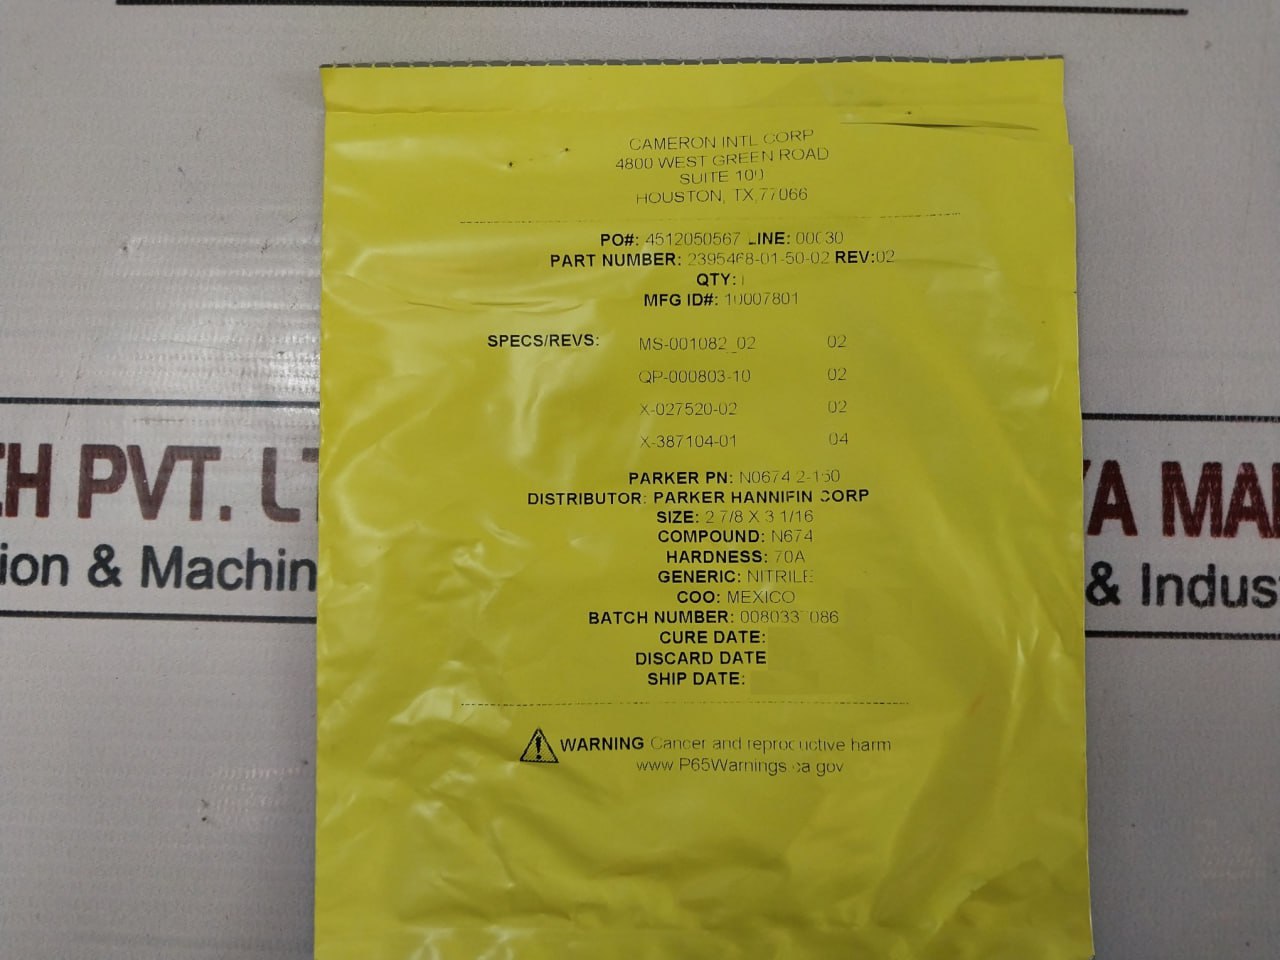 CAMERON INTL CORP
4800 WEST GREEN ROAD
SUITE 100
HOUSTON, TX,77066
PO#: 4512050567 LINE: 00030
PART NUMBER: 2395468-01-50-02 REV:02
QTY:
MFG ID#: 10007801
SPECS/REVS: MS-001082_02 02
QP-000803-10 02
X-027520-02 02
X-387104-01 04
PARKER PN: N0674 2-150
DISTRIBUTOR: PARKER HANNIFIN CORP
SIZE: 2 7/8 X 3 1/16
COMPOUND: N674
HARDNESS: 70A
GENERIC: NITRILE
COO: MEXICO
BATCH NUMBER:
CURE DATE:
DISCARD DATE
SHIP DATE:
WARNING Cancer and reproductive harm
www P65Warnings.ca gov
PVT.
& Machin
& Indus